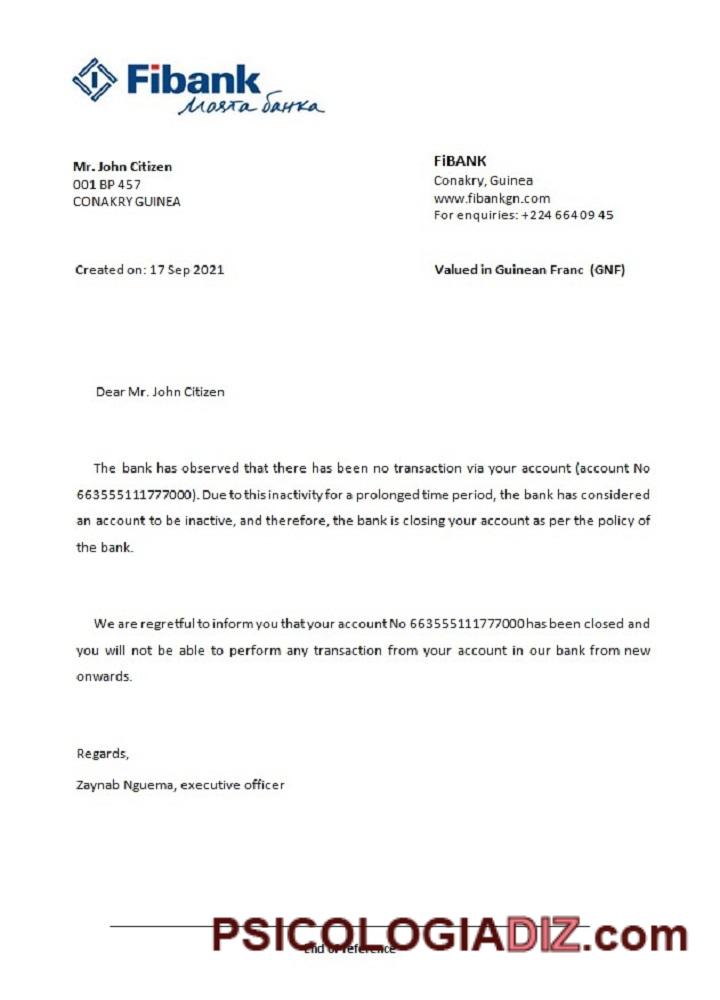 Fibank
Моята банка
Mr. John Citizen
001 BP 457
CONAKRY GUINEA
FiBANK
Conakry, Guinea
www.fibankgn.com
For enquiries: +224 664 09 45
Created on: 17 Sep 2021
Valued in Guinean Franc (GNF)
Dear Mr. John Citizen
The bank has observed that there has been no transaction via your account (account No
663555111777000). Due to this inactivity for a prolonged time period, the bank has considered
an account to be inactive, and therefore, the bank is closing your account as per the policy of
the bank.
We are regretful to inform you that your account No 663555111777000 has been closed and
you will not be able to perform any transaction from your account in our bank from new
onwards.
Regards,
Zaynab Nguema, executive officer
PSICOLOGIADIZ.com
End of reference